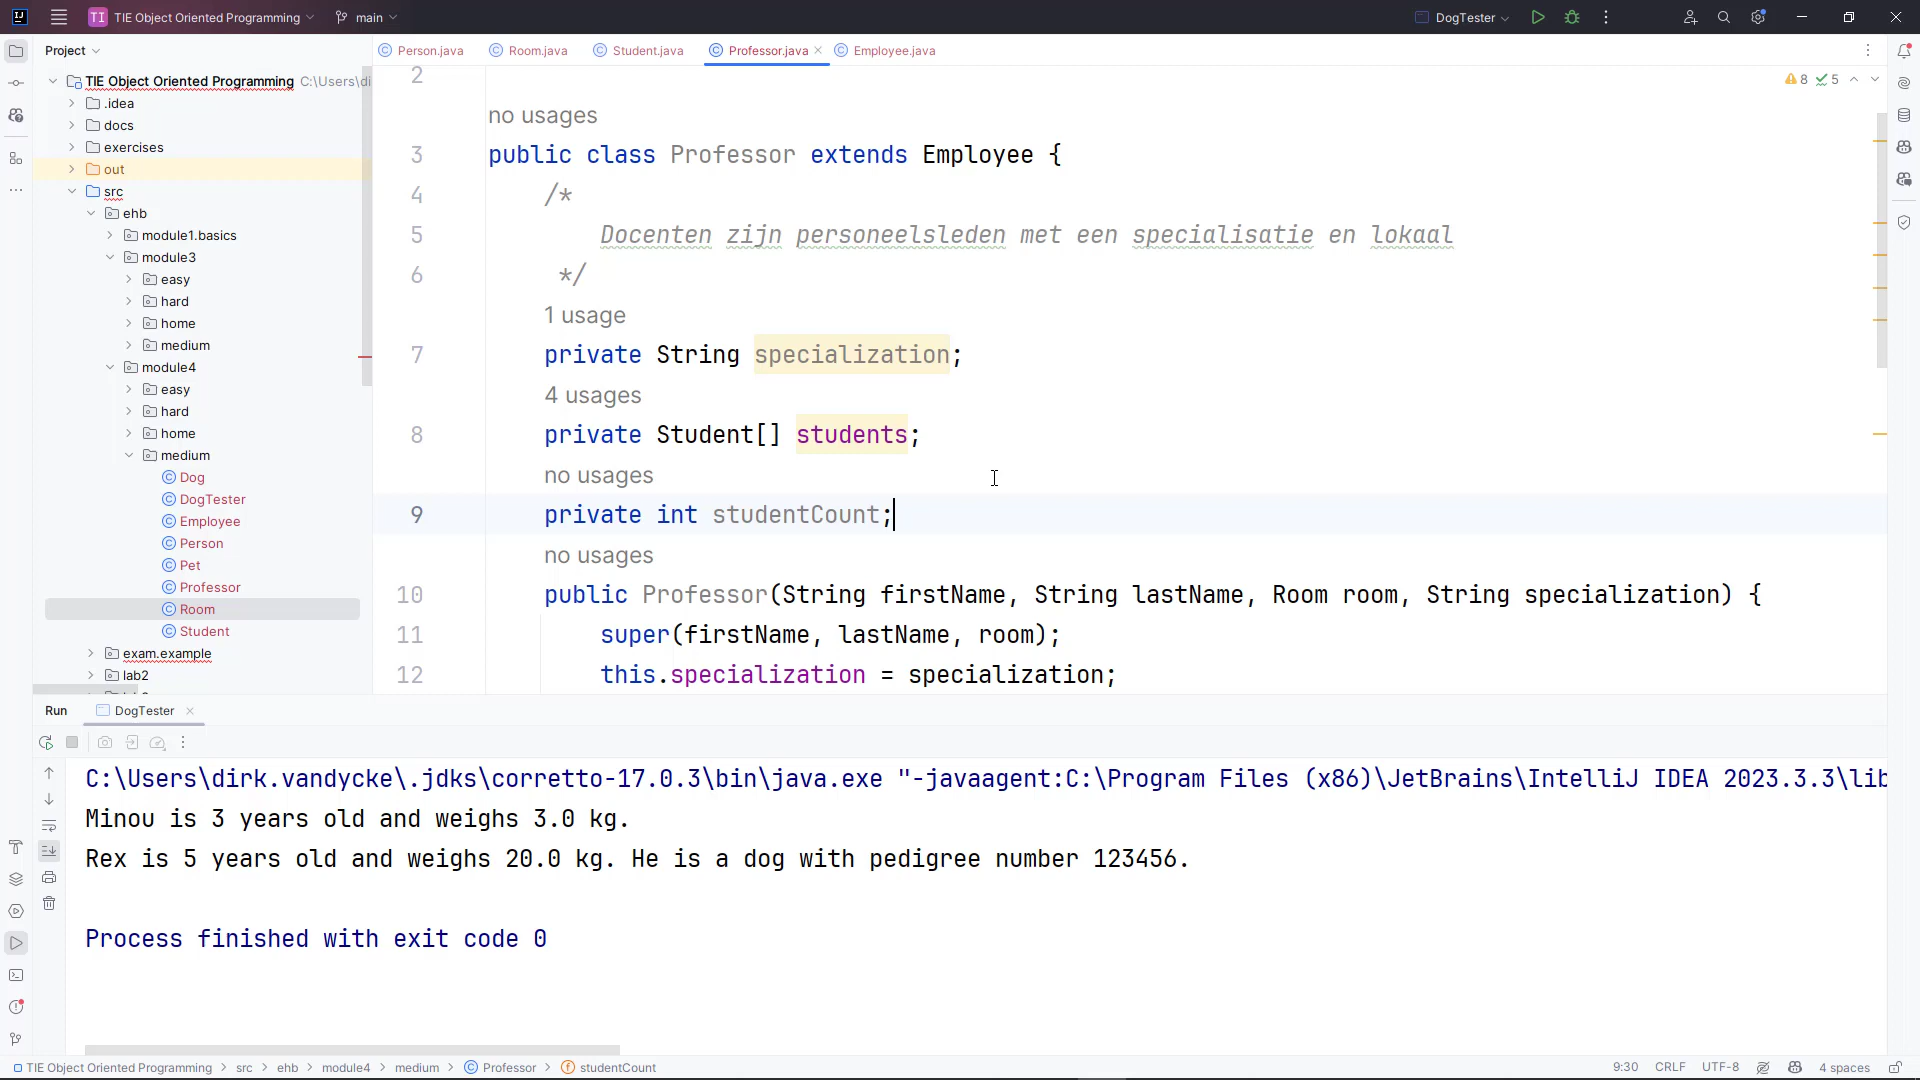 TI TIE Object Oriented Programming main DogTester
Project
Person.java Room.java Student.java Professor.java Employee.java
TIE Object Oriented Programming C:\Users\di
.idea
docs
exercises
out
src
ehb
module1.basics
module3
easy
hard
home
medium
module4
easy
hard
home
medium
Dog
DogTester
Employee
Person
Pet
Professor
Room
Student
exam.example
lab2
8 5
2
no usages
3 public class Professor extends Employee {
4 /*
5 Docenten zijn personeelsleden met een specialisatie en lokaal
6 */
1 usage
7 private String specialization;
4 usages
8 private Student[] students;
no usages
9 private int studentCount;
no usages
10 public Professor(String firstName, String lastName, Room room, String specialization) {
11 super(firstName, lastName, room);
12 this.specialization = specialization;
Run DogTester
C:\Users\dirk.vandycke\.jdks\corretto-17.0.3\bin\java.exe "-javaagent:C:\Program Files (x86)\JetBrains\IntelliJ IDEA 2023.3.3\lib
Minou is 3 years old and weighs 3.0 kg.
Rex is 5 years old and weighs 20.0 kg. He is a dog with pedigree number 123456.
Process finished with exit code 0
TIE Object Oriented Programming > src > ehb > module4 > medium > Professor > studentCount 9:30 CRLF UTF-8 4 spaces